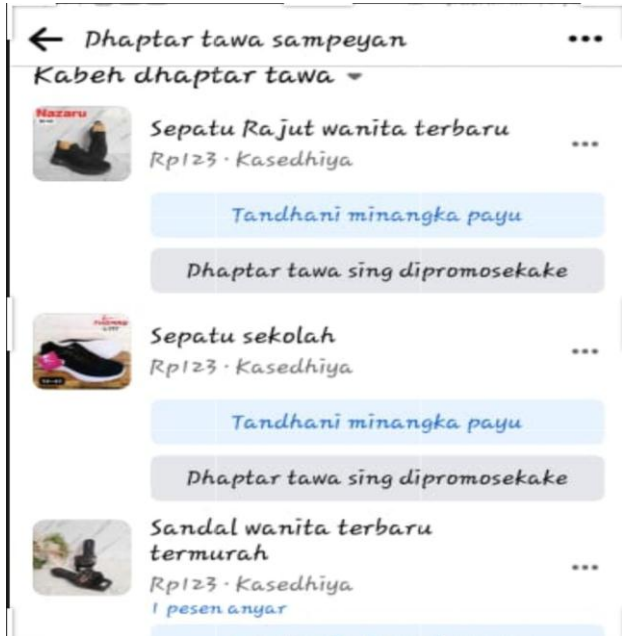 Dhaptar tawa sampeyan
Kabeh dhaptar tawa
Nazaru
Sepatu Rajut wanita terbaru
Rp123 · Kasedhiya
Tandhani minangka payu
Dhaptar tawa sing dipromosekake
Sepatu sekolah
Rp123 · Kasedhiya
Tandhani minangka payu
Dhaptar tawa sing dipromosekake
Sandal wanita terbaru
termurah
Rp123 · Kasedhiya
1 pesen anyar